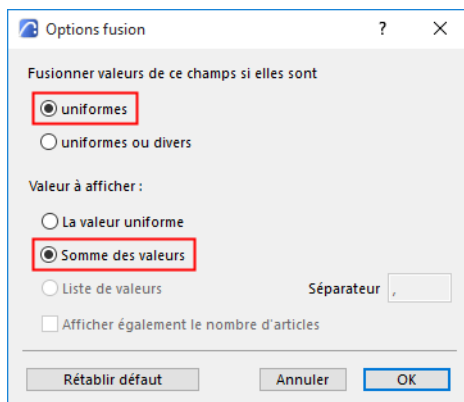 Options fusion ? ×
Fusionner valeurs de ce champs si elles sont
uniformes
uniformes ou divers
Valeur à afficher :
La valeur uniforme
Somme des valeurs
Liste de valeurs Séparateur ,
Afficher également le nombre d'articles
Rétablir défaut Annuler OK